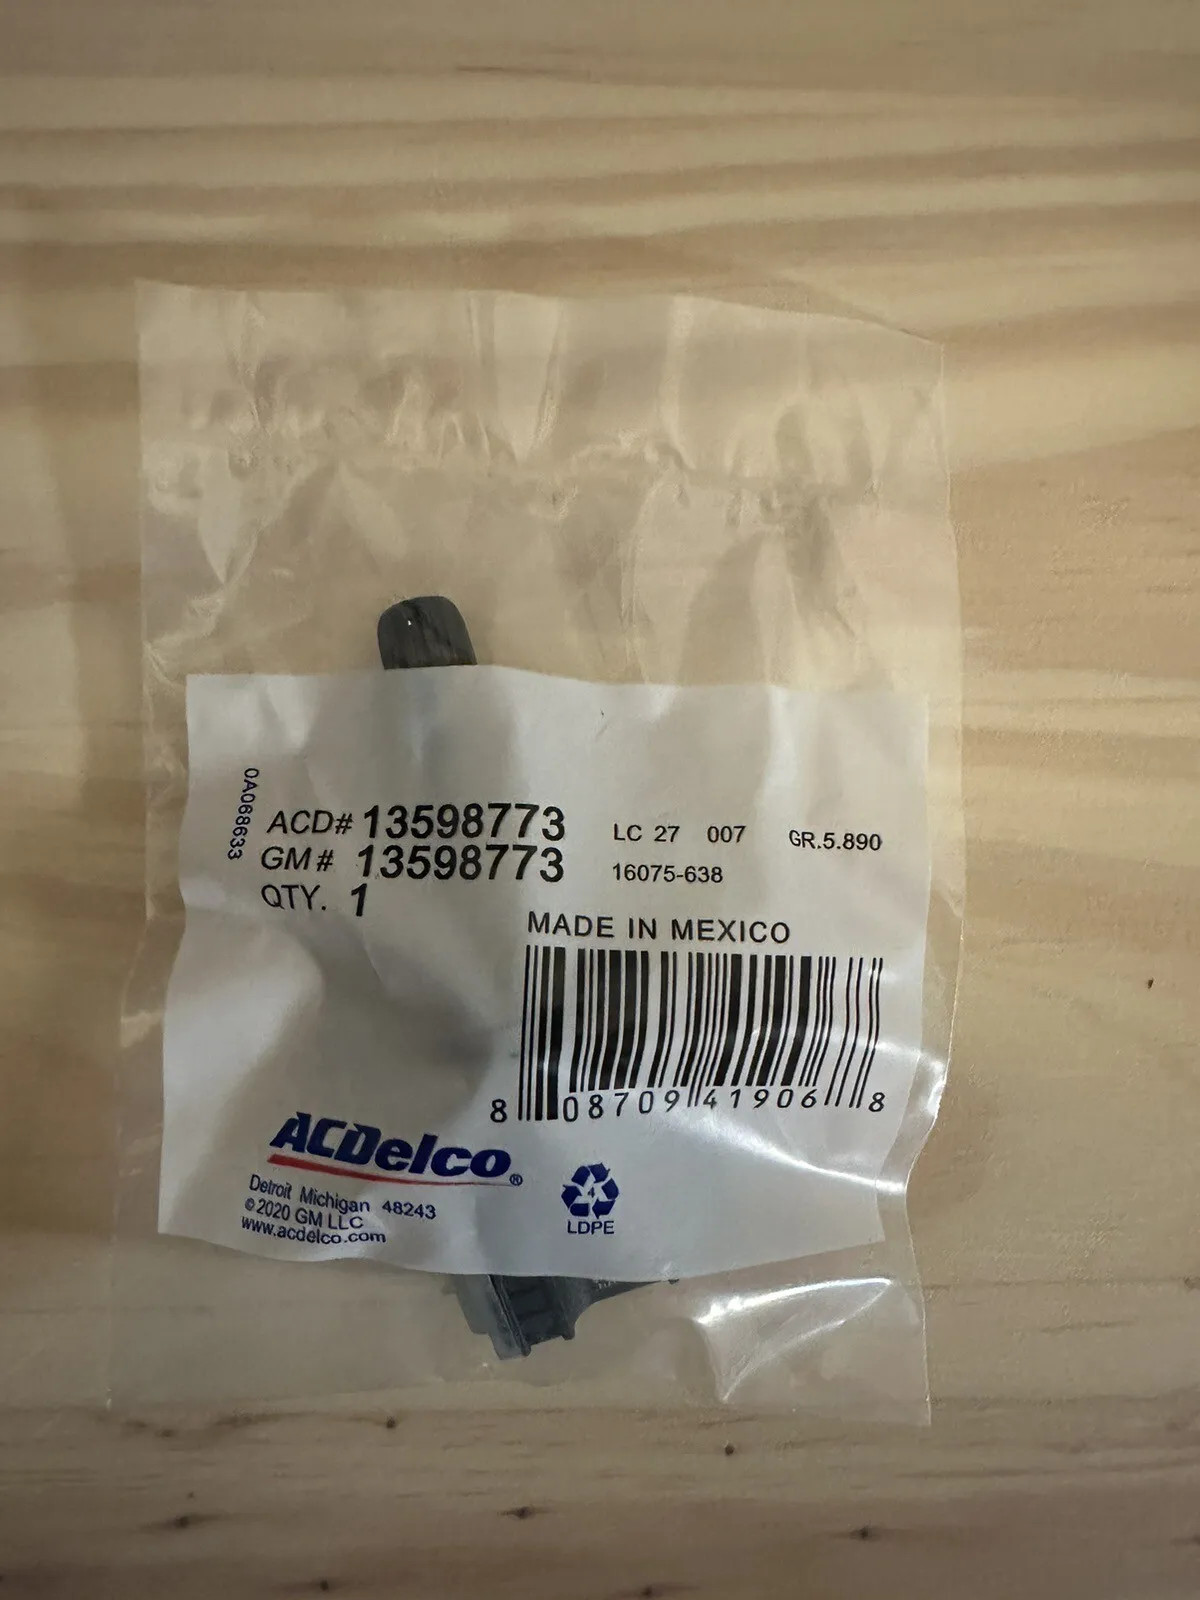 0A068633
ACD# 13598773 LC 27 007 GR.5.890
GM# 13598773 16075-638
QTY. 1
MADE IN MEXICO
8 08709 41906 8
ACDelco®
Detroit Michigan 48243
© 2020 GM LLC
www.acdelco.com
4
LDPE